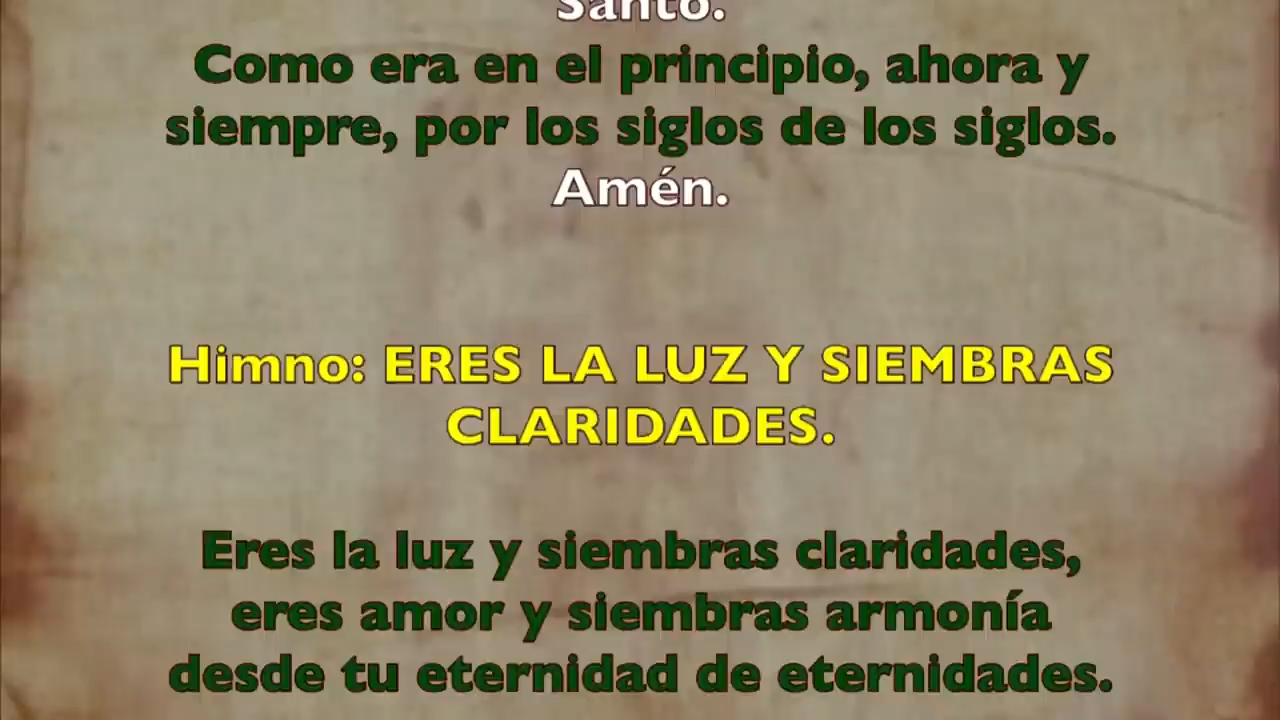 Santo.
Como era en el principio, ahora y
siempre, por los siglos de los siglos.
Amén.
Himno: ERES LA LUZ Y SIEMBRAS
CLARIDADES.
Eres la luz y siembras claridades,
eres amor y siembras armonía
desde tu eternidad de eternidades.